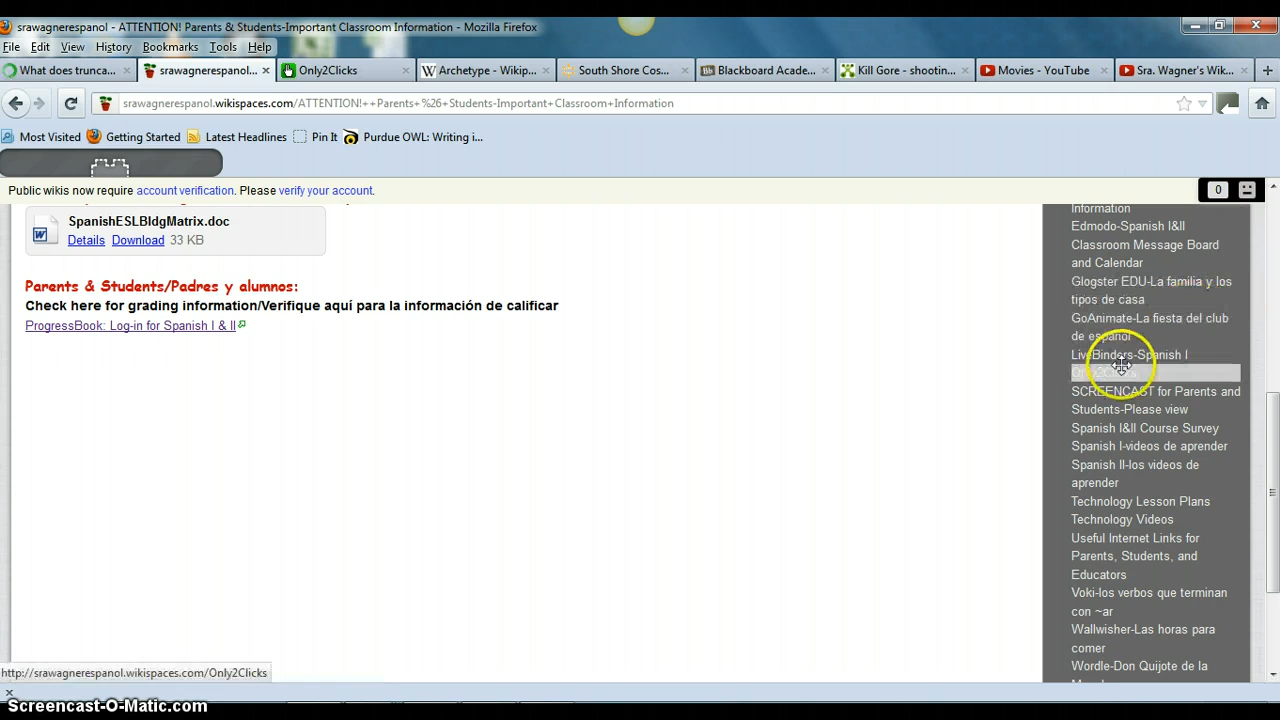 srawagnerespanol - ATTENTION! Parents & Students-Important Classroom Information - Mozilla Firefox
File Edit View History Bookmarks Tools Help
What does trunca... srawagnerespanol... Only2Clicks Archetype - Wikip... South Shore Cos... Blackboard Acade... Kill Gore - shootin... Movies - YouTube Sra. Wagner's Wik...
srawagnerespanol.wikispaces.com/ATTENTION!++Parents+%26+Students-Important+Classroom+Information
Most Visited Getting Started Latest Headlines Pin It Purdue OWL: Writing i...
Public wikis now require account verification. Please verify your account.
0
SpanishESLBldgMatrix.doc
Details Download 33 KB
Parents & Students/Padres y alumnos:
Check here for grading information/Verifique aquí para la información de calificar
ProgressBook: Log-in for Spanish I & II
Information
Edmodo-Spanish I&II
Classroom Message Board
and Calendar
Glogster EDU-La familia y los
tipos de casa
GoAnimate-La fiesta del club
de español
LiveBinders-Spanish I
Only2Clicks
SCREENCAST for Parents and
Students-Please view
Spanish I&II Course Survey
Spanish I-videos de aprender
Spanish II-los videos de
aprender
Technology Lesson Plans
Technology Videos
Useful Internet Links for
Parents, Students, and
Educators
Voki-los verbos que terminan
con ~ar
Wallwisher-Las horas para
comer
Wordle-Don Quijote de la
http://srawagnerespanol.wikispaces.com/Only2Clicks
Screencast-O-Matic.com